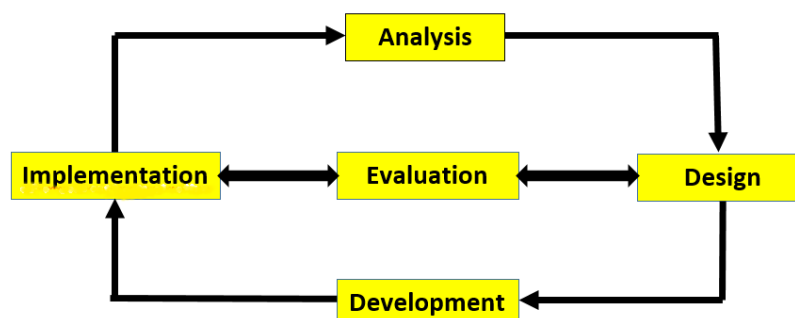 Analysis
Implementation
Evaluation
Design
Development